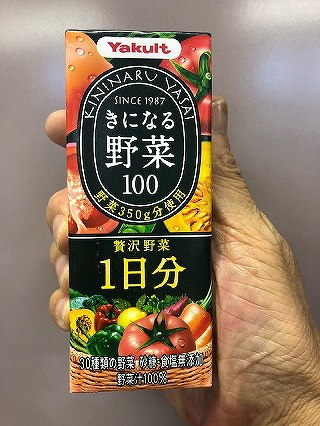 Yakult
KININARU YASAI
SINCE 1987
きになる
野菜
100
野菜350g分使用
贅沢野菜
1日分
30種類の野菜 砂糖・食塩無添加
野菜汁100%